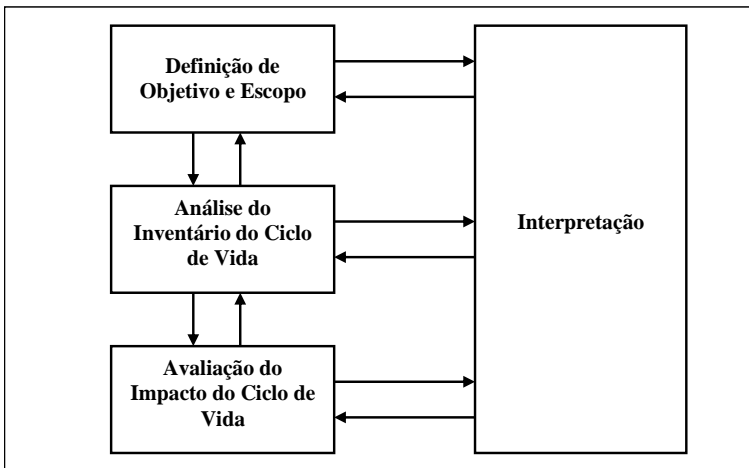 Definição de
Objetivo e Escopo
Análise do
Inventário do Ciclo
de Vida
Interpretação
Avaliação do
Impacto do Ciclo de
Vida